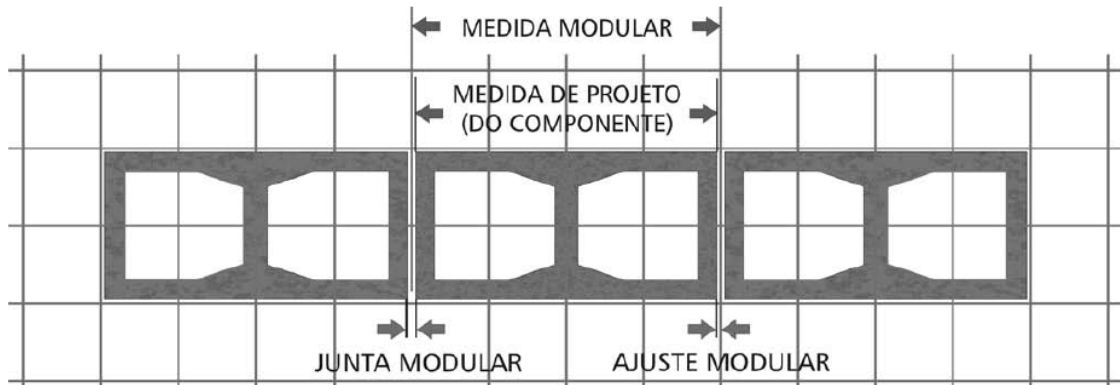 MEDIDA MODULAR
MEDIDA DE PROJETO
(DO COMPONENTE)
JUNTA MODULAR
AJUSTE MODULAR